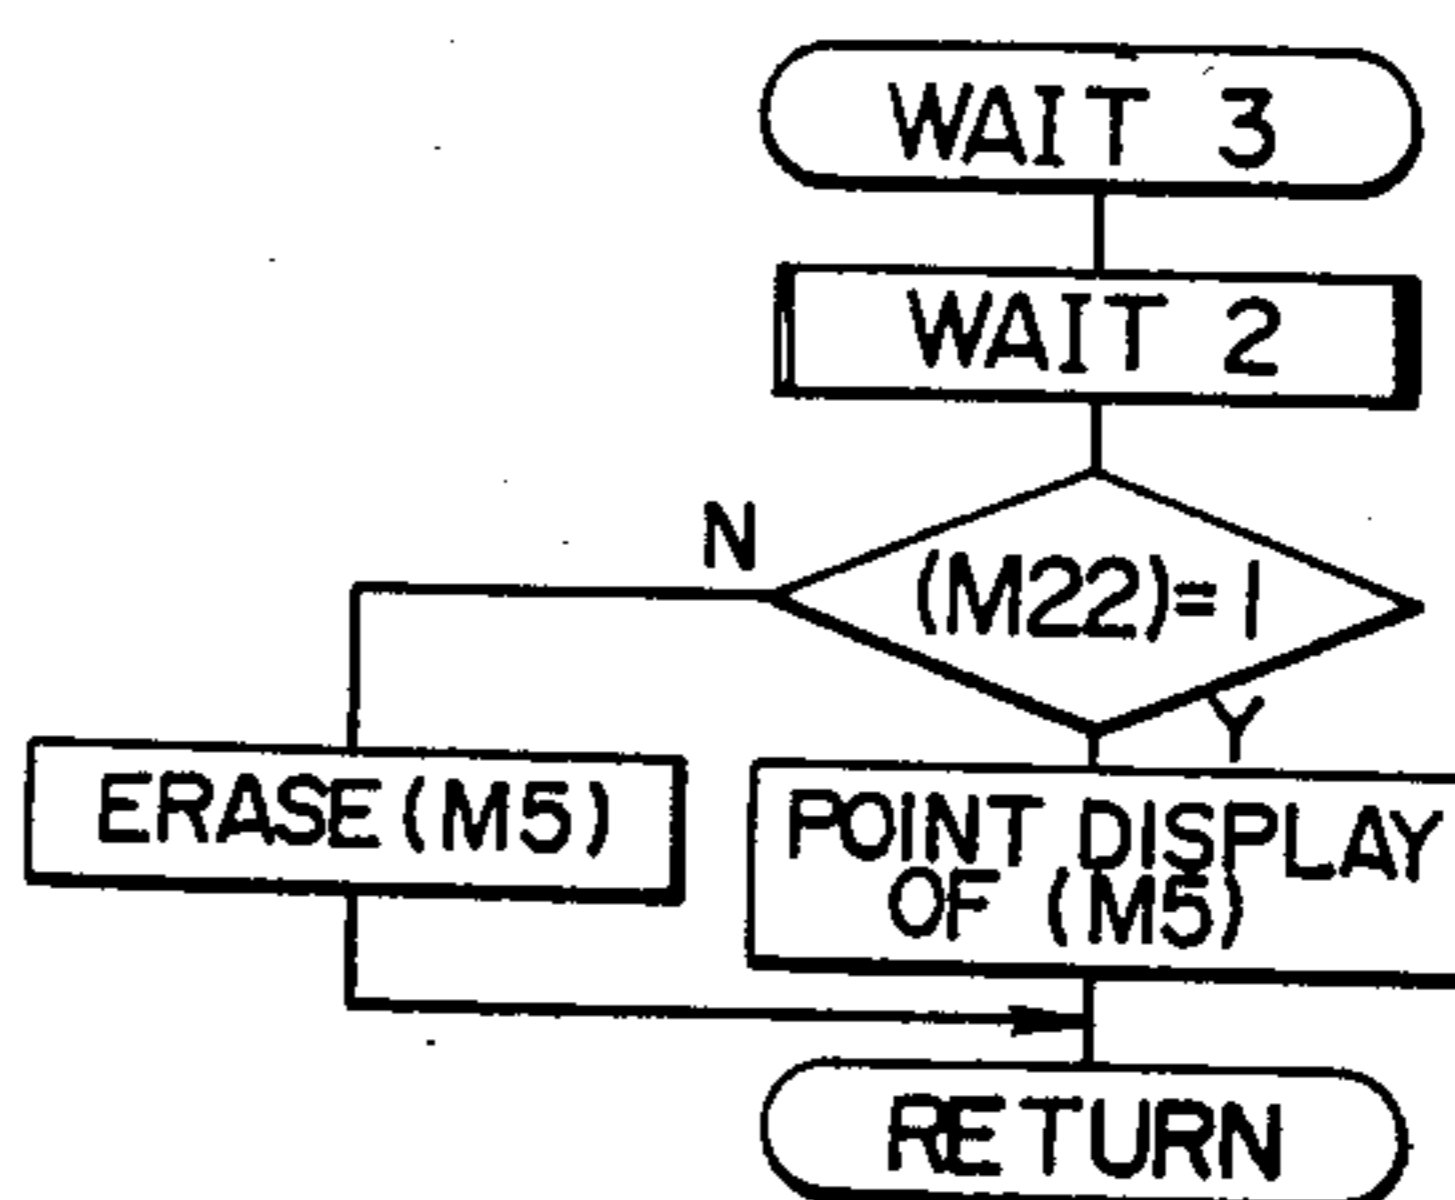 WAIT 3
WAIT 2
N
(M22)=1
Y
ERASE(M5)
POINT DISPLAY
OF (M5)
RETURN